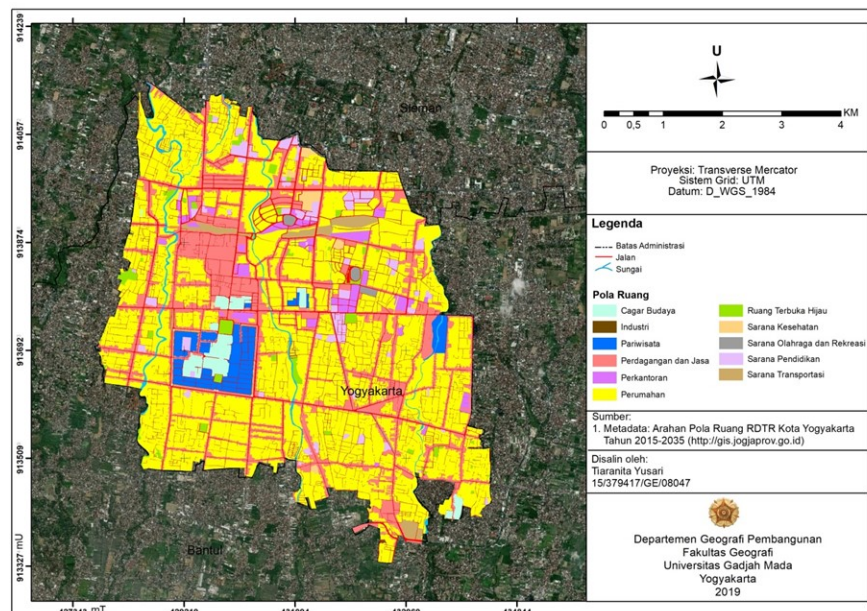 914239
914057
913874
913692
913509
913327 mU
mT
Sleman
Yogyakarta
Bantul
U
KM
0 0,5 1 2 3 4
Proyeksi: Transverse Mercator
Sistem Grid: UTM
Datum: D_WGS_1984
Legenda
Batas Administrasi
Jalan
Sungai
Pola Ruang
Cagar Budaya
Industri
Pariwisata
Perdagangan dan Jasa
Perkantoran
Perumahan
Ruang Terbuka Hijau
Sarana Kesehatan
Sarana Olahraga dan Rekreasi
Sarana Pendidikan
Sarana Transportasi
Sumber:
1. Metadata: Arahan Pola Ruang RDTR Kota Yogyakarta
Tahun 2015-2035 (http://gis.jogjaprov.go.id)
Disalin oleh:
Tiaranita Yusari
15/379417/GE/08047
Departemen Geografi Pembangunan
Fakultas Geografi
Universitas Gadjah Mada
Yogyakarta
2019